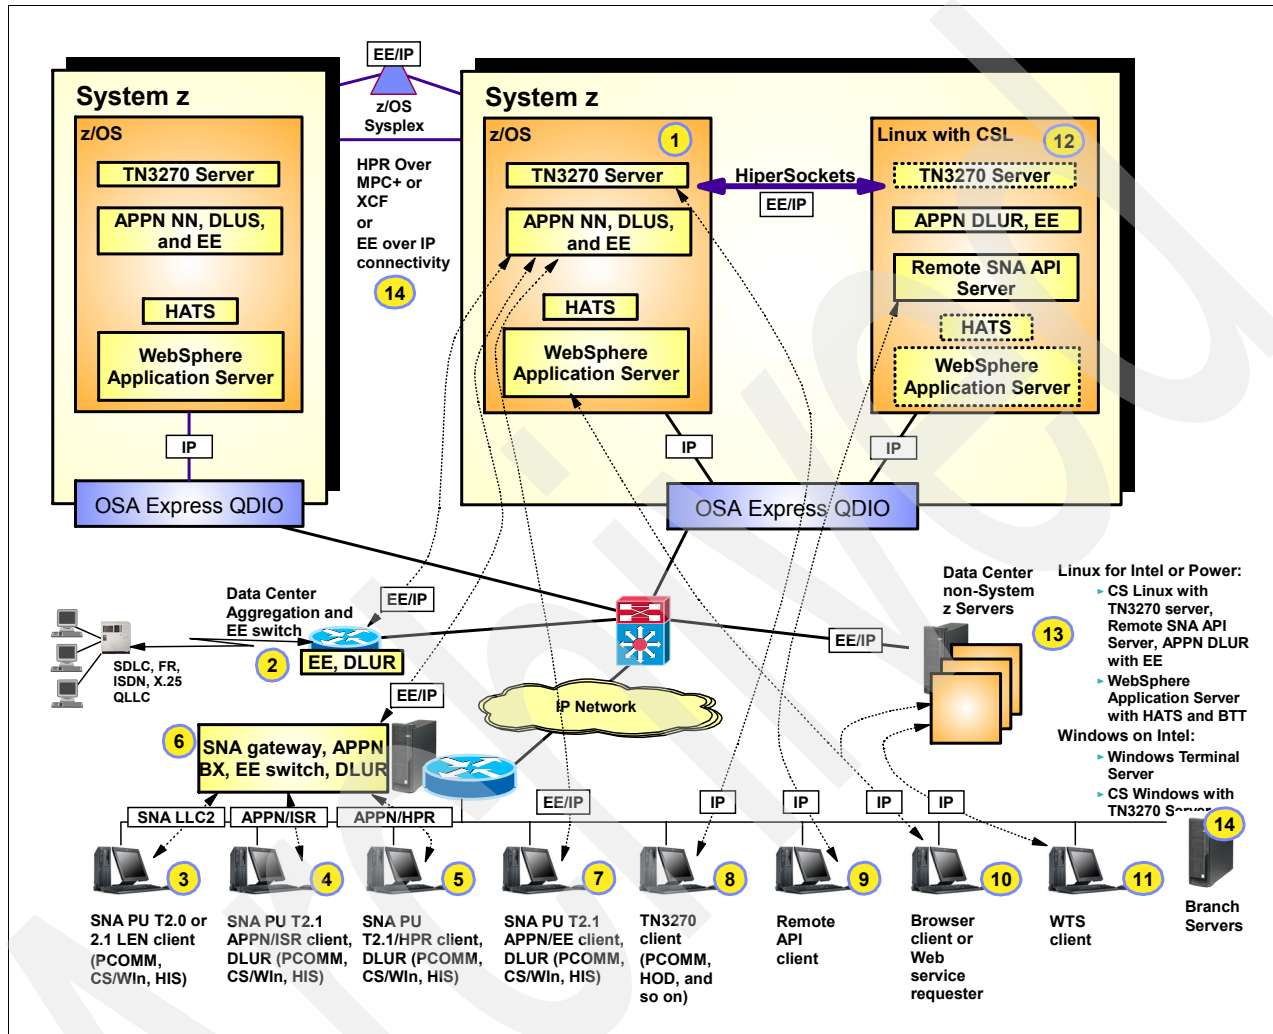 EE/IP
System z
z/OS
Sysplex
System z
z/OS
TN3270 Server
APPN NN, DLUS,
and EE
HATS
WebSphere
Application Server
IP
OSA Express QDIO
HPR Over
MPC+ or
XCF
or
EE over IP
connectivity
14
z/OS
1
TN3270 Server
APPN NN, DLUS,
and EE
HATS
WebSphere
Application Server
IP
HiperSockets
EE/IP
Linux with CSL
12
TN3270 Server
APPN DLUR, EE
Remote SNA API
Server
HATS
WebSphere
Application Server
IP
OSA Express QDIO
Data Center
Aggregation and
EE switch
EE/IP
2
EE, DLUR
SDLC, FR,
ISDN, X.25
QLLC
EE/IP
Data Center
non-System
z Servers
13
EE/IP
Linux for Intel or Power:
CS Linux with
TN3270 server,
Remote SNA API
Server, APPN DLUR
with EE
WebSphere
Application Server
with HATS and BTT
Windows on Intel:
Windows Terminal
Server
CS Windows with
TN3270 Server
IP Network
6
SNA gateway, APPN
BX, EE switch, DLUR
SNA LLC2
APPN/ISR
APPN/HPR
EE/IP
IP
IP
IP
IP
14
Branch
Servers
3
4
5
7
8
9
10
11
SNA PU T2.0 or
2.1 LEN client
(PCOMM,
CS/WIn, HIS)
SNA PU T2.1
APPN/ISR client,
DLUR (PCOMM,
CS/WIn, HIS)
SNA PU
T2.1/HPR client,
DLUR (PCOMM,
CS/WIn, HIS)
SNA PU T2.1
APPN/EE client,
DLUR (PCOMM,
CS/WIn, HIS)
TN3270
client
(PCOMM,
HOD, and
so on)
Remote
API
client
Browser
client or
Web
service
requester
WTS
client
Archived